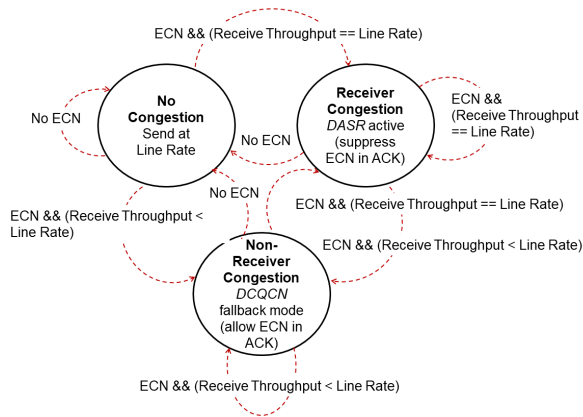 ECN && (Receive Throughput == Line Rate)
No
Congestion
Send at
Line Rate
Receiver
Congestion
DASR active
(suppress
ECN in ACK)
No ECN
ECN &&
(Receive Throughput
== Line Rate)
No ECN
No ECN
ECN && (Receive Throughput <
Line Rate)
ECN && (Receive Throughput == Line Rate)
ECN && (Receive Throughput < Line Rate)
Non-
Receiver
Congestion
DCQCN
fallback mode
(allow ECN in
ACK)
ECN && (Receive Throughput < Line Rate)